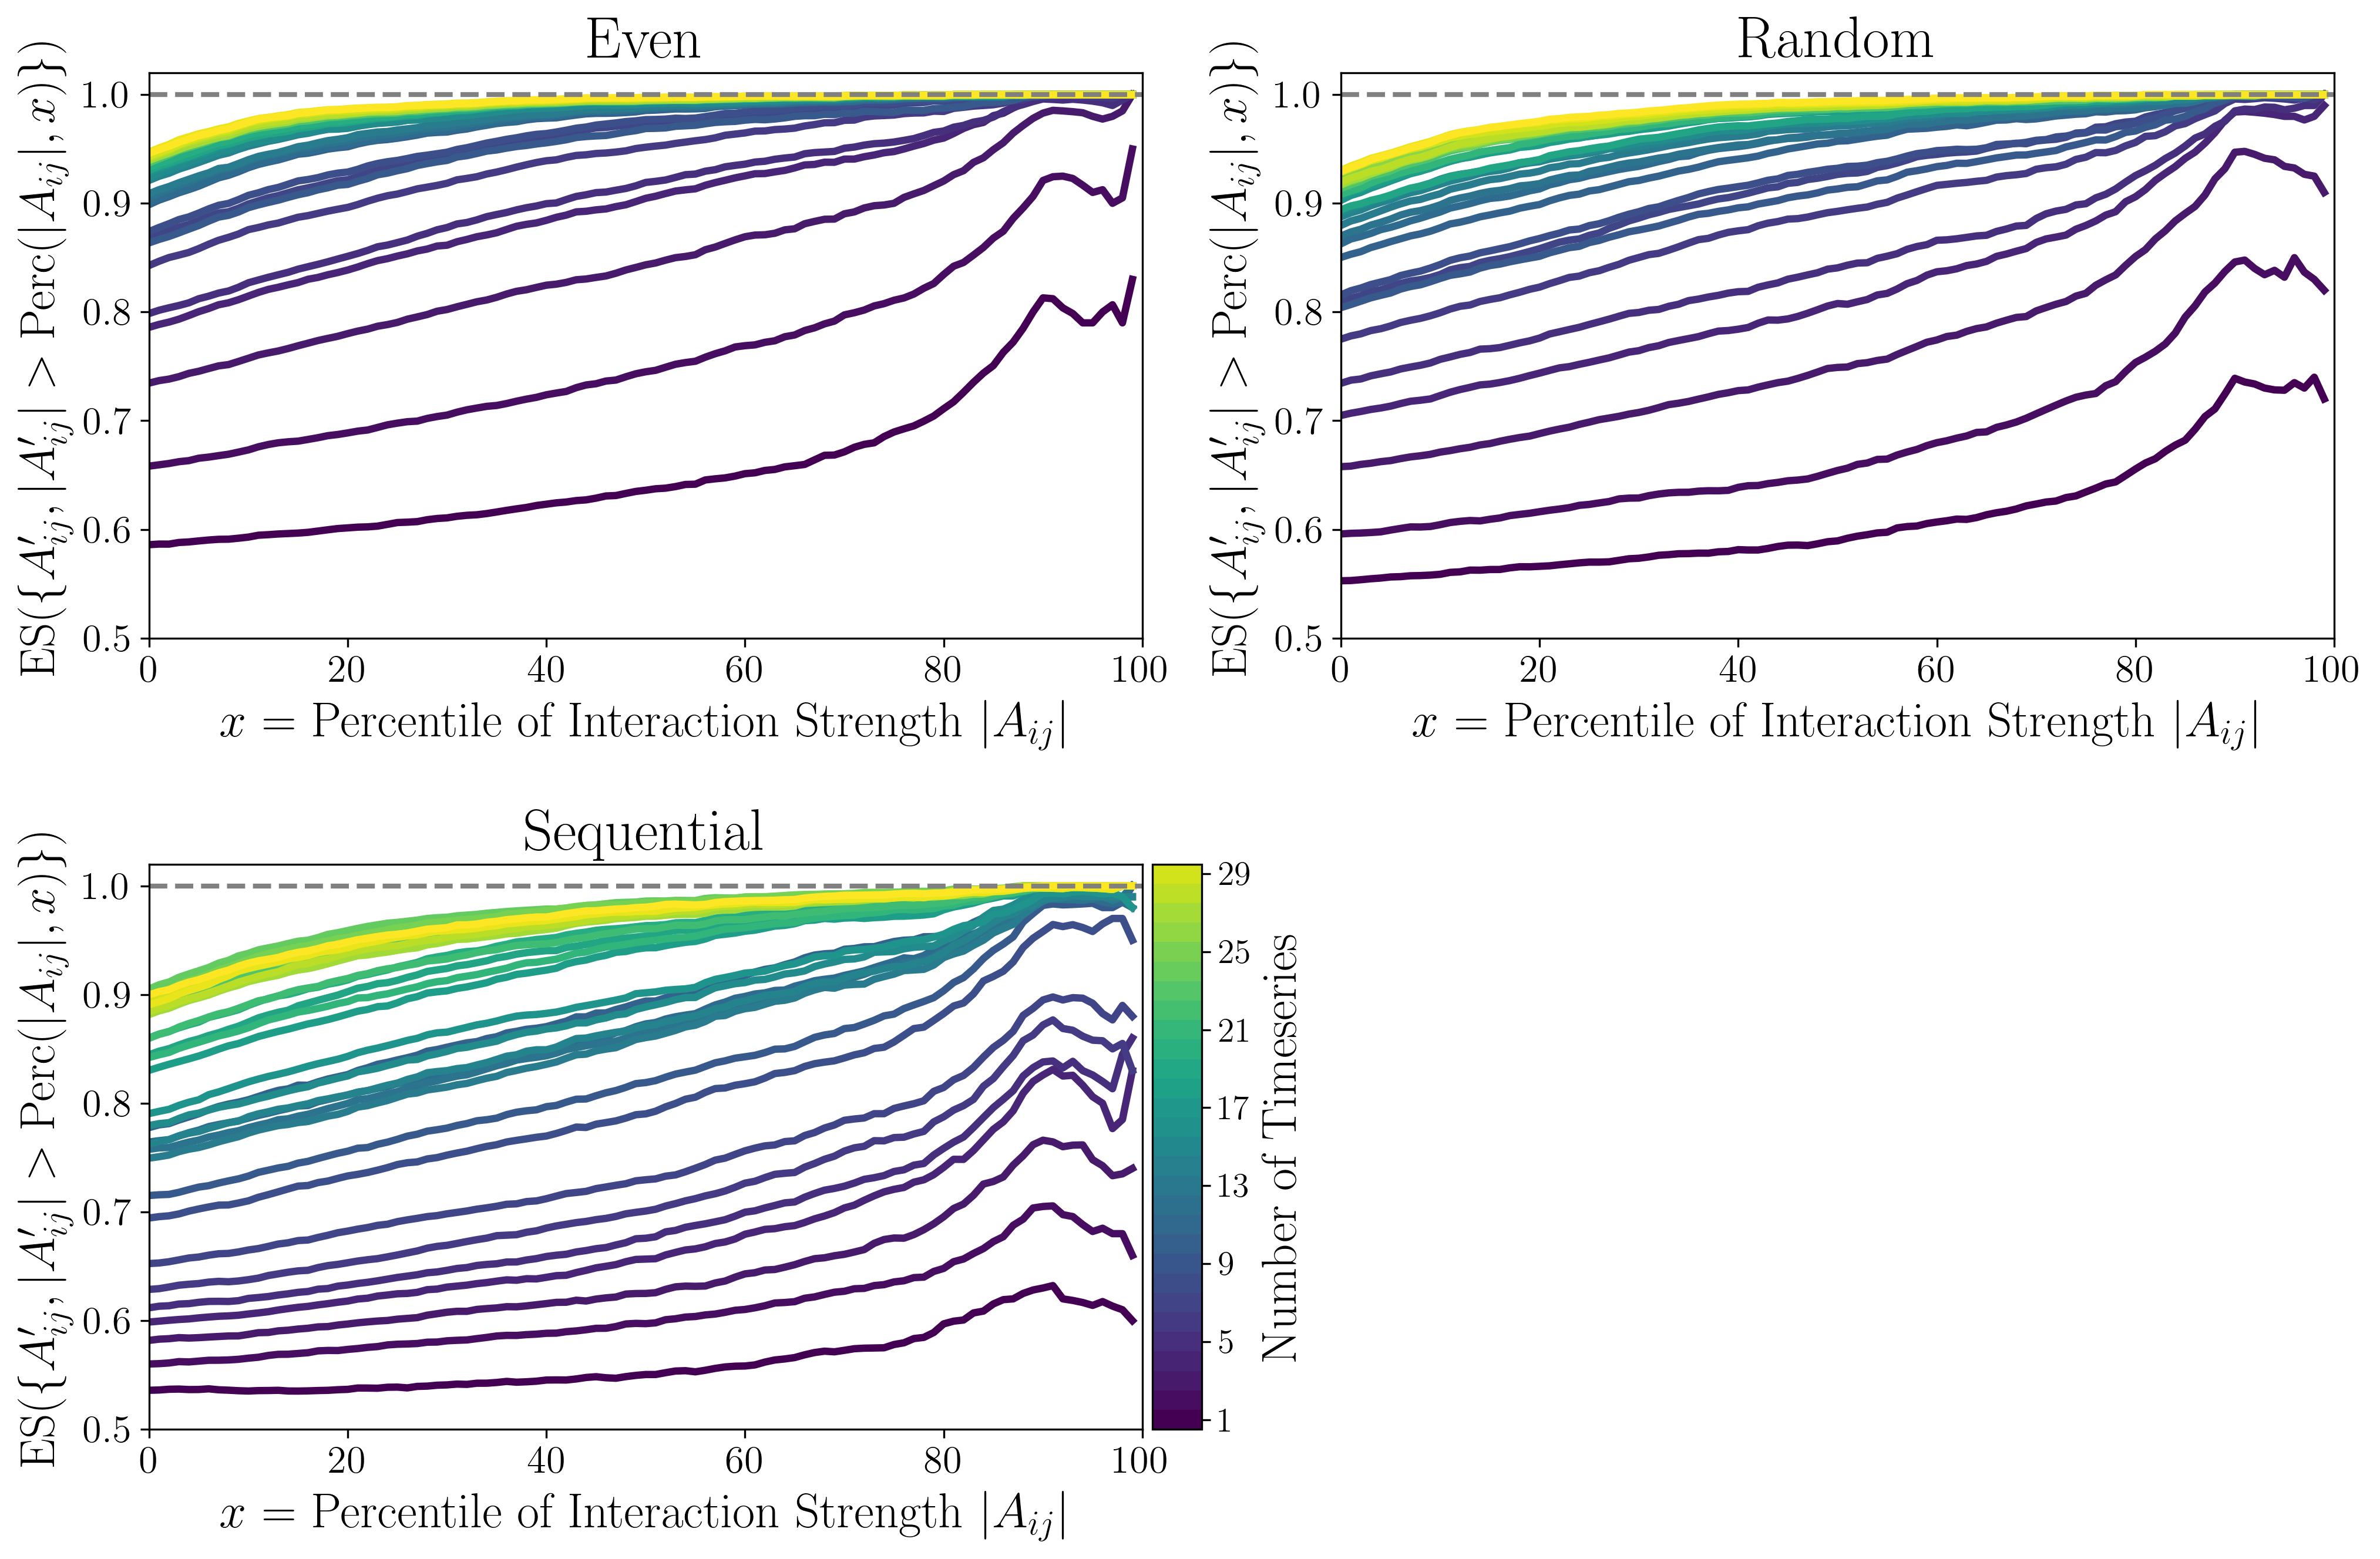 Even
ES({A′ij, |A′ij| > Perc(|Aij|, x)})
1.0
0.9
0.8
0.7
0.6
0.5
0 20 40 60 80 100
x = Percentile of Interaction Strength |Aij|
Random
ES({A′ij, |A′ij| > Perc(|Aij|, x)})
1.0
0.9
0.8
0.7
0.6
0.5
0 20 40 60 80 100
x = Percentile of Interaction Strength |Aij|
Sequential
ES({A′ij, |A′ij| > Perc(|Aij|, x)})
1.0
0.9
0.8
0.7
0.6
0.5
0 20 40 60 80 100
x = Percentile of Interaction Strength |Aij|
29
25
21
17
13
9
5
1
Number of Timeseries